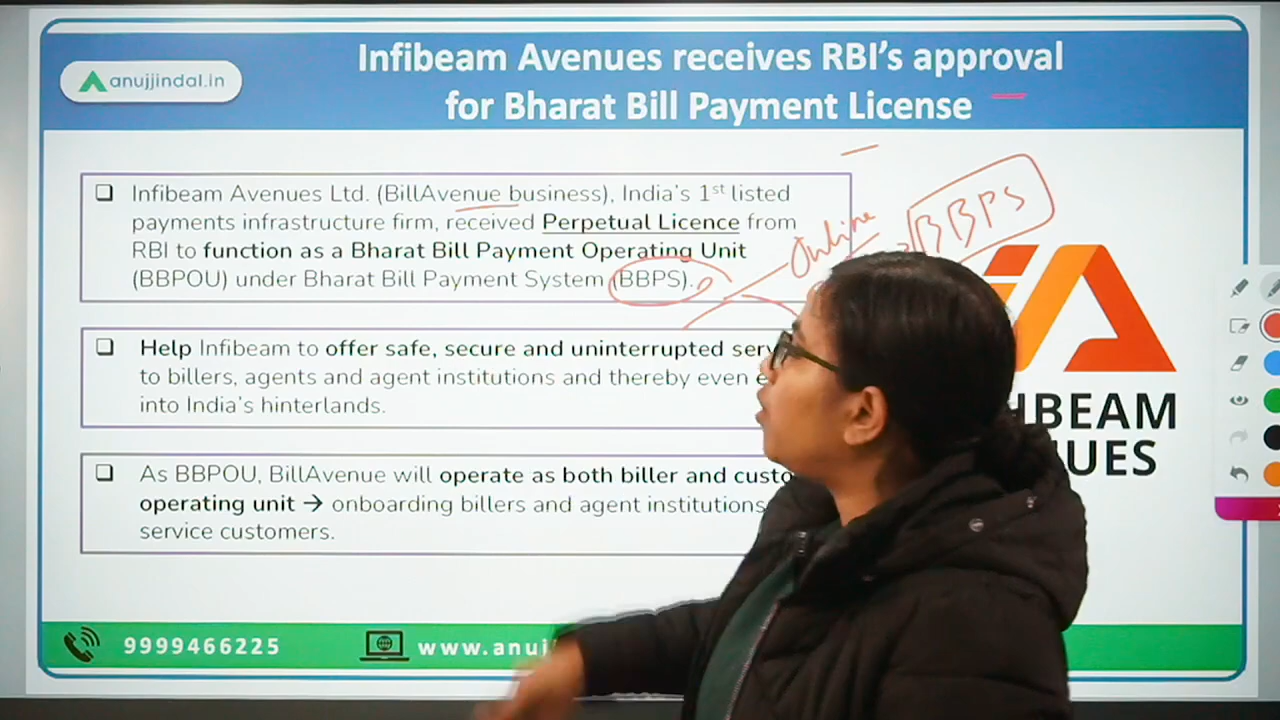 anujjindal.in
Infibeam Avenues receives RBI's approval
for Bharat Bill Payment License
❑ Infibeam Avenues Ltd. (BillAvenue business), India's 1st listed
payments infrastructure firm, received Perpetual Licence from
RBI to function as a Bharat Bill Payment Operating Unit
(BBPOU) under Bharat Bill Payment System (BBPS).
Online
BBPS
❑ Help Infibeam to offer safe, secure and uninterrupted
to billers, agents and agent institutions and thereby even
into India's hinterlands.
❑ As BBPOU, BillAvenue will operate as both biller and
operating unit → onboarding billers and agent institutions
service customers.
IBEAM
UES
9999466225
www.anuj